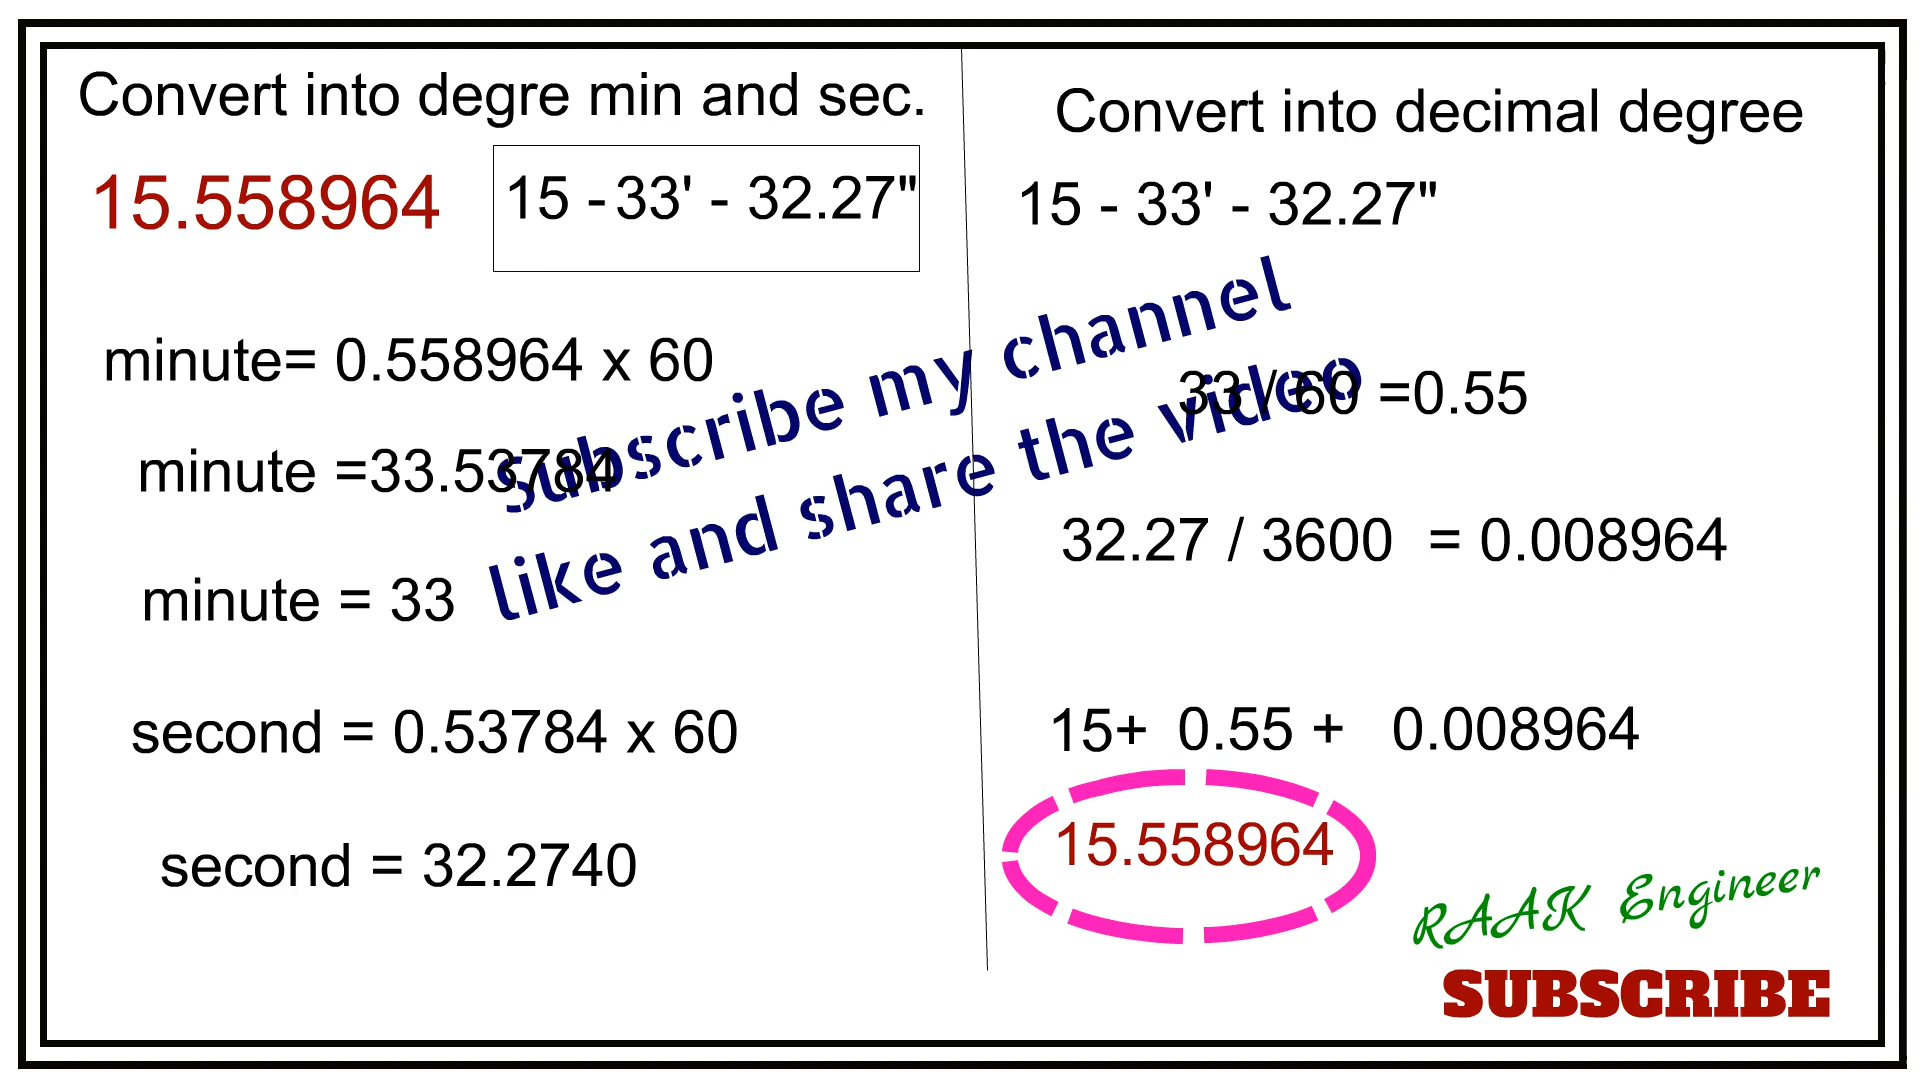 Convert into degre min and sec.
15.558964
15 - 33' - 32.27"
minute= 0.558964 x 60
minute =33.53784
minute = 33
second = 0.53784 x 60
second = 32.2740
Convert into decimal degree
15 - 33' - 32.27"
33 / 60 =0.55
32.27 / 3600 = 0.008964
15+ 0.55 + 0.008964
15.558964
subscribe my channel
like and share the video
RAAK Engineer
SUBSCRIBE